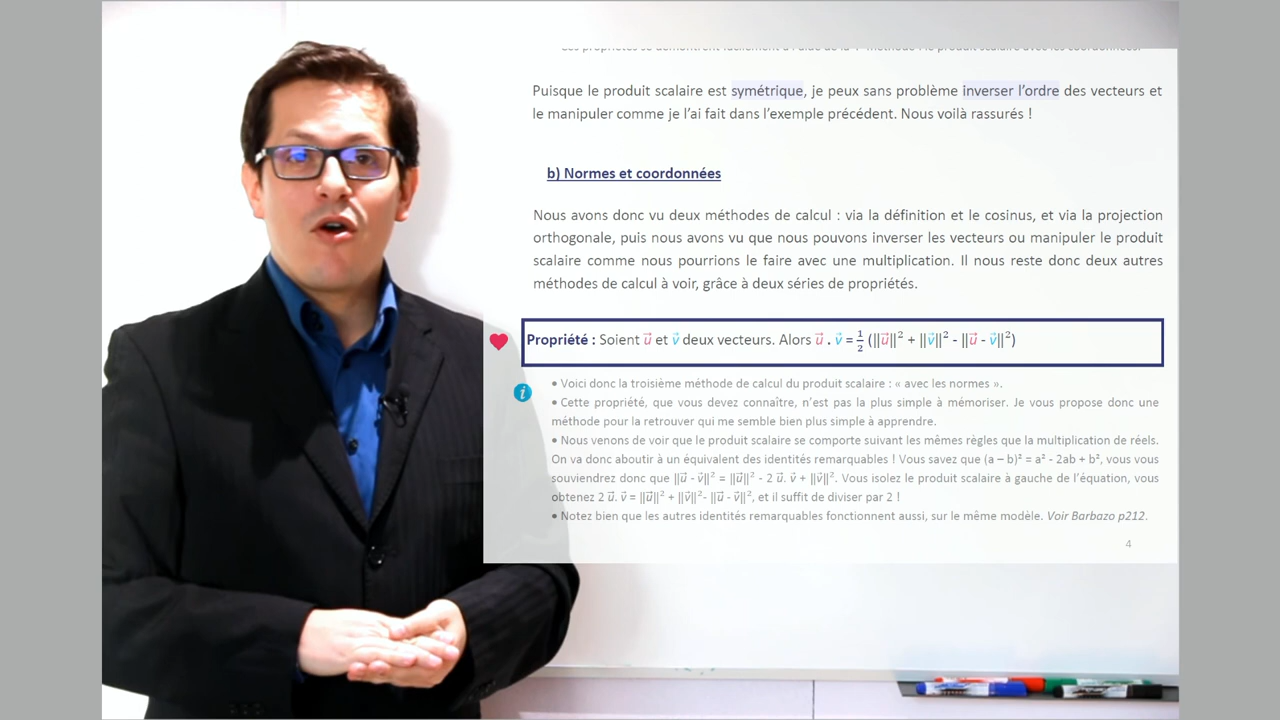 Puisque le produit scalaire est symétrique, je peux sans problème inverser l'ordre des vecteurs et
le manipuler comme je l'ai fait dans l'exemple précédent. Nous voilà rassurés !
b) Normes et coordonnées
Nous avons donc vu deux méthodes de calcul : via la définition et le cosinus, et via la projection
orthogonale, puis nous avons vu que nous pouvons inverser les vecteurs ou manipuler le produit
scalaire comme nous pourrions le faire avec une multiplication. Il nous reste donc deux autres
méthodes de calcul à voir, grâce à deux séries de propriétés.
Propriété : Soient u⃗ et v⃗ deux vecteurs. Alors u⃗ . v⃗ = 1/2 (||u⃗||² + ||v⃗||² - ||u⃗ - v⃗||²)
i
• Voici donc la troisième méthode de calcul du produit scalaire : « avec les normes ».
• Cette propriété, que vous devez connaître, n'est pas la plus simple à mémoriser. Je vous propose donc une
méthode pour la retrouver qui me semble bien plus simple à apprendre.
• Nous venons de voir que le produit scalaire se comporte suivant les mêmes règles que la multiplication de réels.
On va donc aboutir à un équivalent des identités remarquables ! Vous savez que (a – b)² = a² - 2ab + b², vous vous
souviendrez donc que ||u⃗ - v⃗||² = ||u⃗||² - 2 u⃗. v⃗ + ||v⃗||². Vous isolez le produit scalaire à gauche de l'équation, vous
obtenez 2 u⃗. v⃗ = ||u⃗||² + ||v⃗||²- ||u⃗ - v⃗||², et il suffit de diviser par 2 !
• Notez bien que les autres identités remarquables fonctionnent aussi, sur le même modèle. Voir Barbazo p212.
4